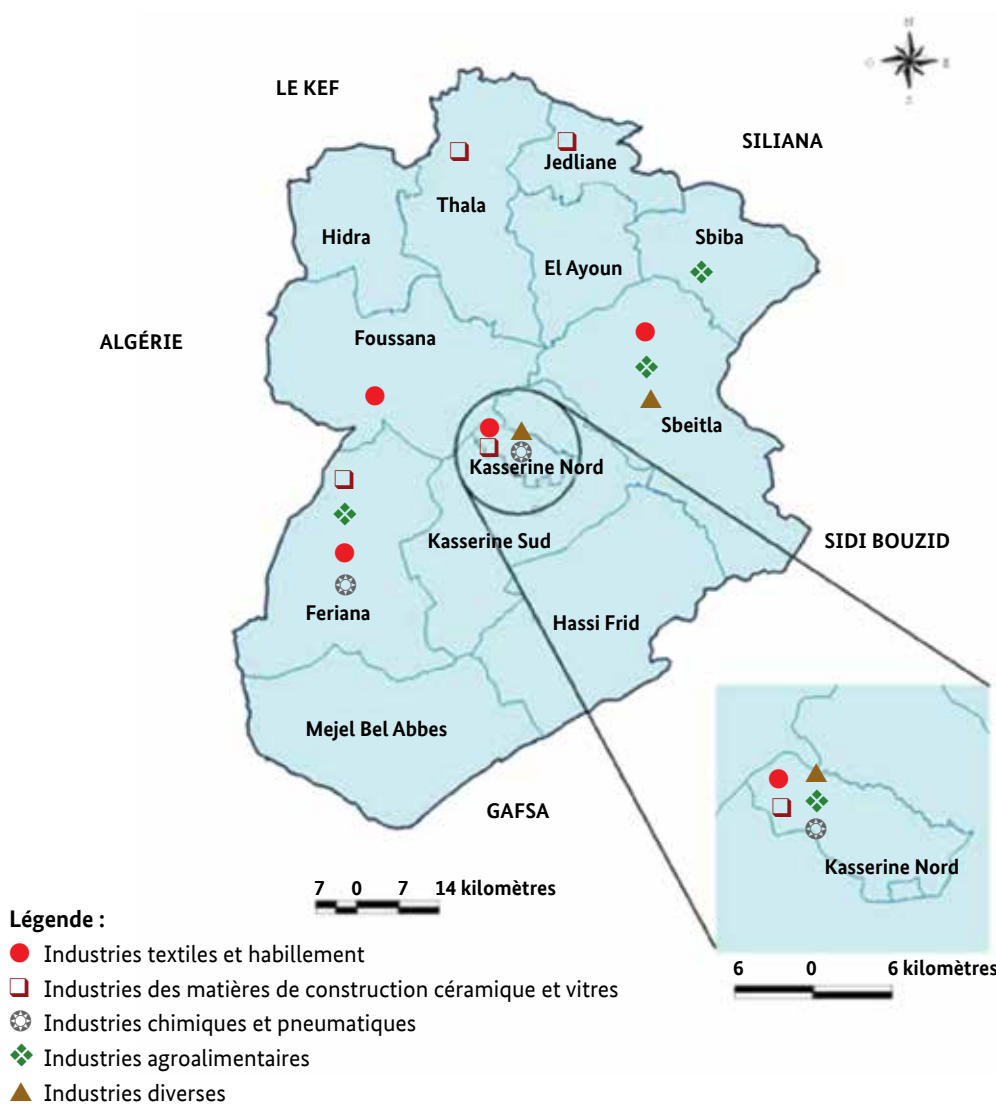 LE KEF
SILIANA
Jedliane
Thala
Hidra
Sbiba
El Ayoun
ALGÉRIE
Foussana
Sbeitla
Kasserine Nord
Kasserine Sud
SIDI BOUZID
Feriana
Hassi Frid
Mejel Bel Abbes
GAFSA
Kasserine Nord
7 0 7 14 kilomètres
6 0 6 kilomètres
Légende :
Industries textiles et habillement
Industries des matières de construction céramique et vitres
Industries chimiques et pneumatiques
Industries agroalimentaires
Industries diverses